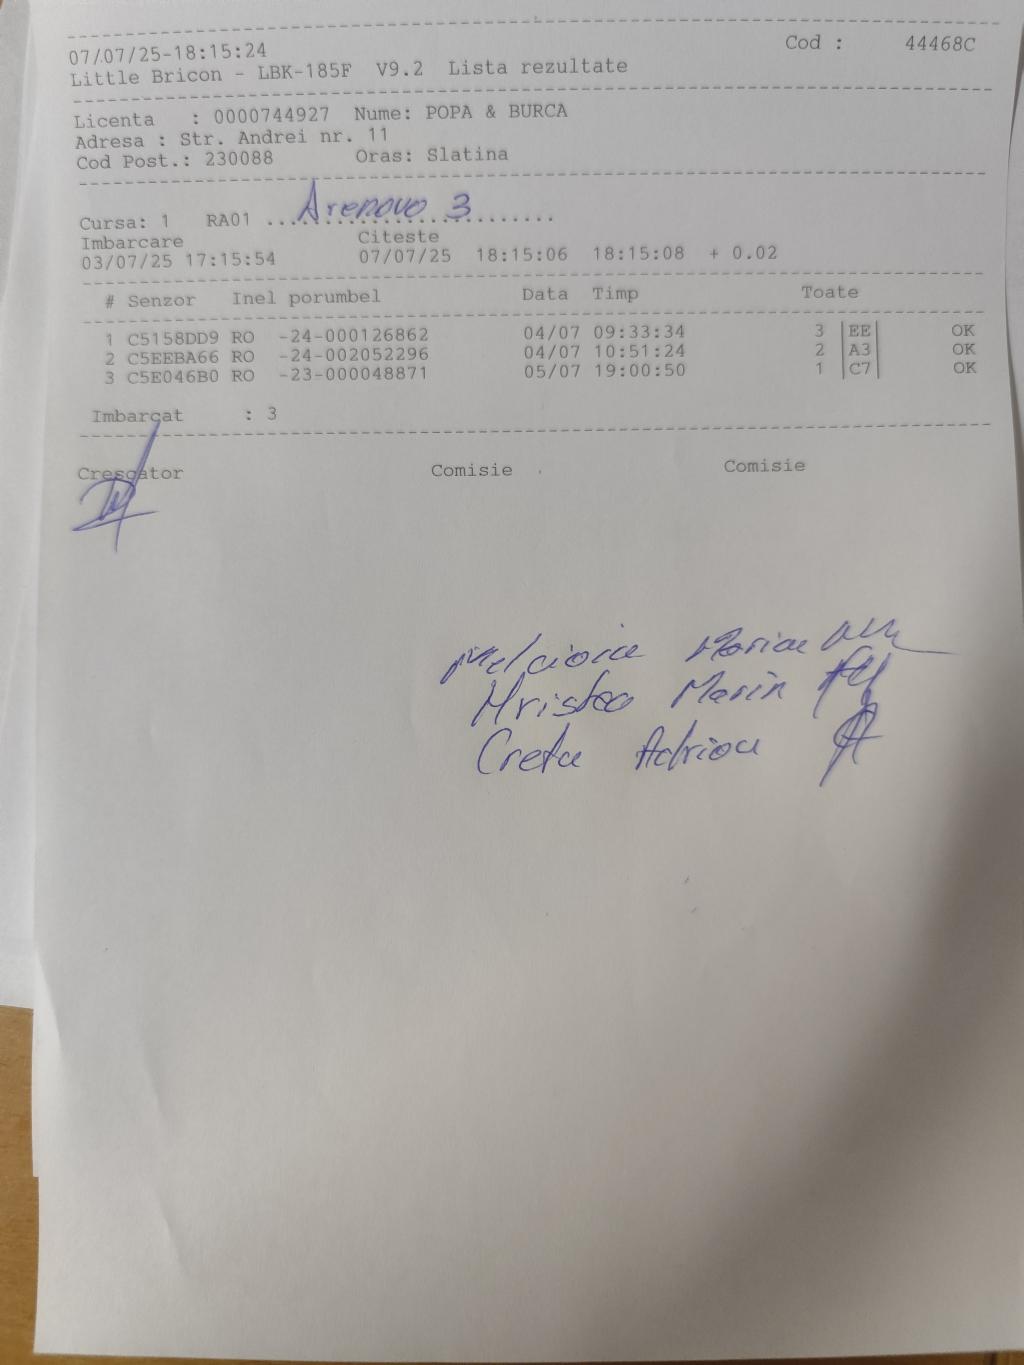 07/07/25-18:15:24 Cod : 44468C
Little Bricon - LBK-185F V9.2 Lista rezultate
Licenta : 0000744927 Nume: POPA & BURCA
Adresa : Str. Andrei nr. 11
Cod Post.: 230088 Oras: Slatina
Cursa: 1 RA01 .......................... Arenovo 3
Imbarcare Citeste
03/07/25 17:15:54 07/07/25 18:15:06 18:15:08 + 0.02
# Senzor Inel porumbel Data Timp Toate
1 C5158DD9 RO -24-000126862 04/07 09:33:34 3 |EE| OK
2 C5EEBA66 RO -24-002052296 04/07 10:51:24 2 |A3| OK
3 C5E046B0 RO -23-000048871 05/07 19:00:50 1 |C7| OK
Imbarcat : 3
Crescator Comisie Comisie
Marin
Creta